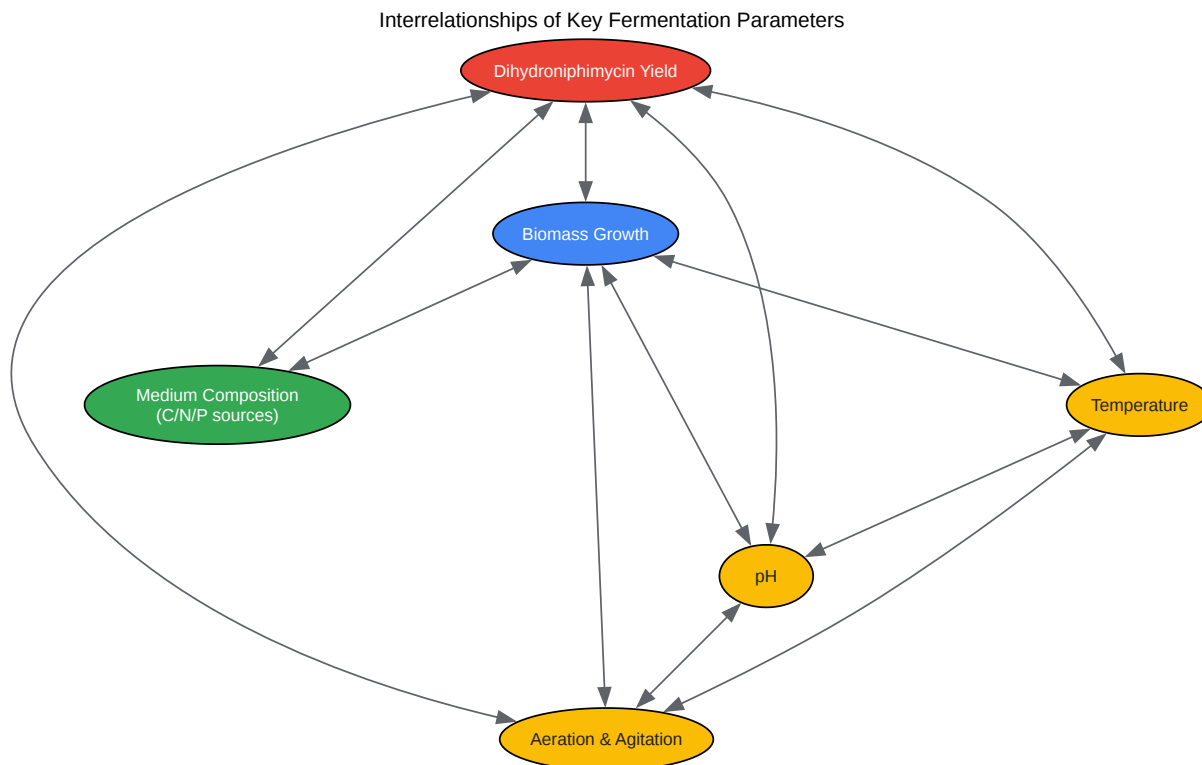 Interrelationships of Key Fermentation Parameters
Dihydroniphimycin Yield
Biomass Growth
Medium Composition
(C/N/P sources)
Temperature
pH
Aeration & Agitation